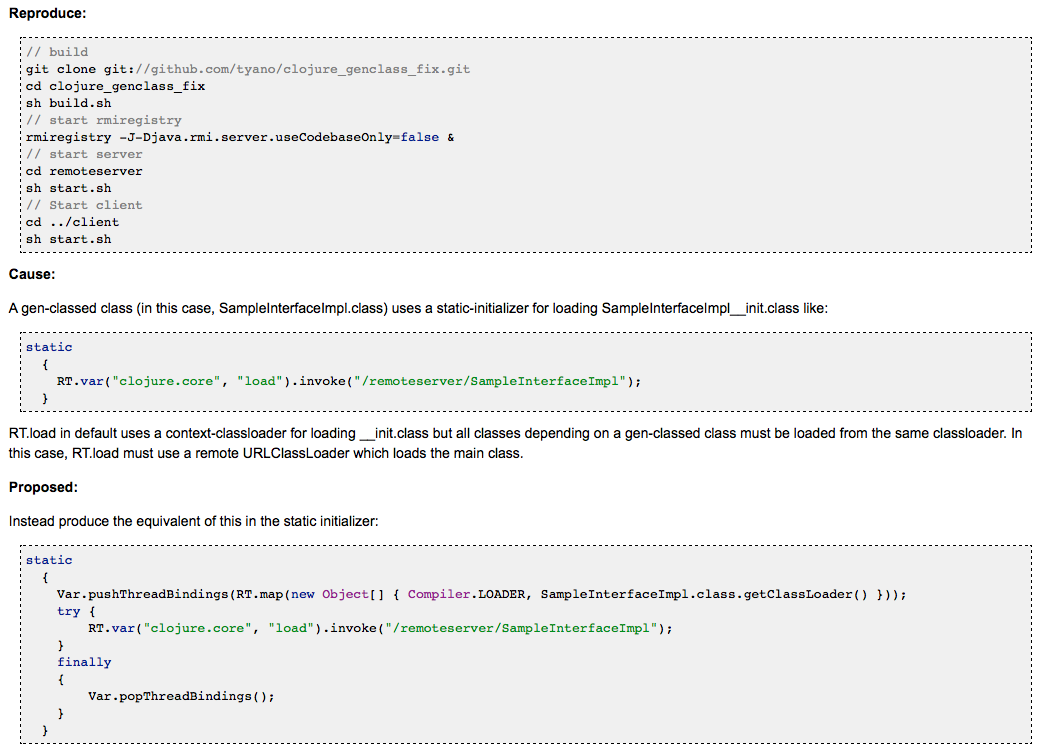 Reproduce:
// build
git clone git://github.com/tyano/clojure_genclass_fix.git
cd clojure_genclass_fix
sh build.sh
// start rmiregistry
rmiregistry -J-Djava.rmi.server.useCodebaseOnly=false &
// start server
cd remoteserver
sh start.sh
// Start client
cd ../client
sh start.sh
Cause:
A gen-classed class (in this case, SampleInterfaceImpl.class) uses a static-initializer for loading SampleInterfaceImpl__init.class like:
static
{
RT.var("clojure.core", "load").invoke("/remoteserver/SampleInterfaceImpl");
}
RT.load in default uses a context-classloader for loading __init.class but all classes depending on a gen-classed class must be loaded from the same classloader. In
this case, RT.load must use a remote URLClassLoader which loads the main class.
Proposed:
Instead produce the equivalent of this in the static initializer:
static
{
Var.pushThreadBindings(RT.map(new Object[] { Compiler.LOADER, SampleInterfaceImpl.class.getClassLoader() }));
try {
RT.var("clojure.core", "load").invoke("/remoteserver/SampleInterfaceImpl");
}
finally
{
Var.popThreadBindings();
}
}